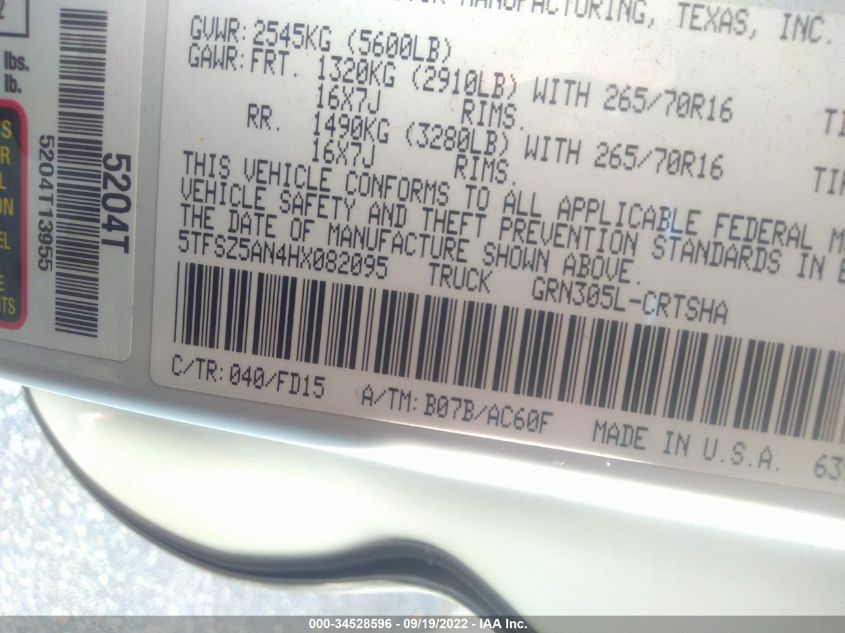 MANUFACTURING, TEXAS, INC.
GVWR: 2545KG (5600LB)
GAWR: FRT. 1320KG (2910LB) WITH 265/70R16
16X7J RIMS.
RR. 1490KG (3280LB) WITH 265/70R16
16X7J RIMS.
THIS VEHICLE CONFORMS TO ALL APPLICABLE FEDERAL M
VEHICLE SAFETY AND THEFT PREVENTION STANDARDS IN E
THE DATE OF MANUFACTURE SHOWN ABOVE.
5TFSZ5AN4HX082095 TRUCK GRN305L-CRTSHA
C/TR: 040/FD15 A/TM: B07B/AC60F MADE IN U.S.A.
lbs.
lb.
5204T
5204T13955
000-34528596 - 09/19/2022 - IAA Inc.